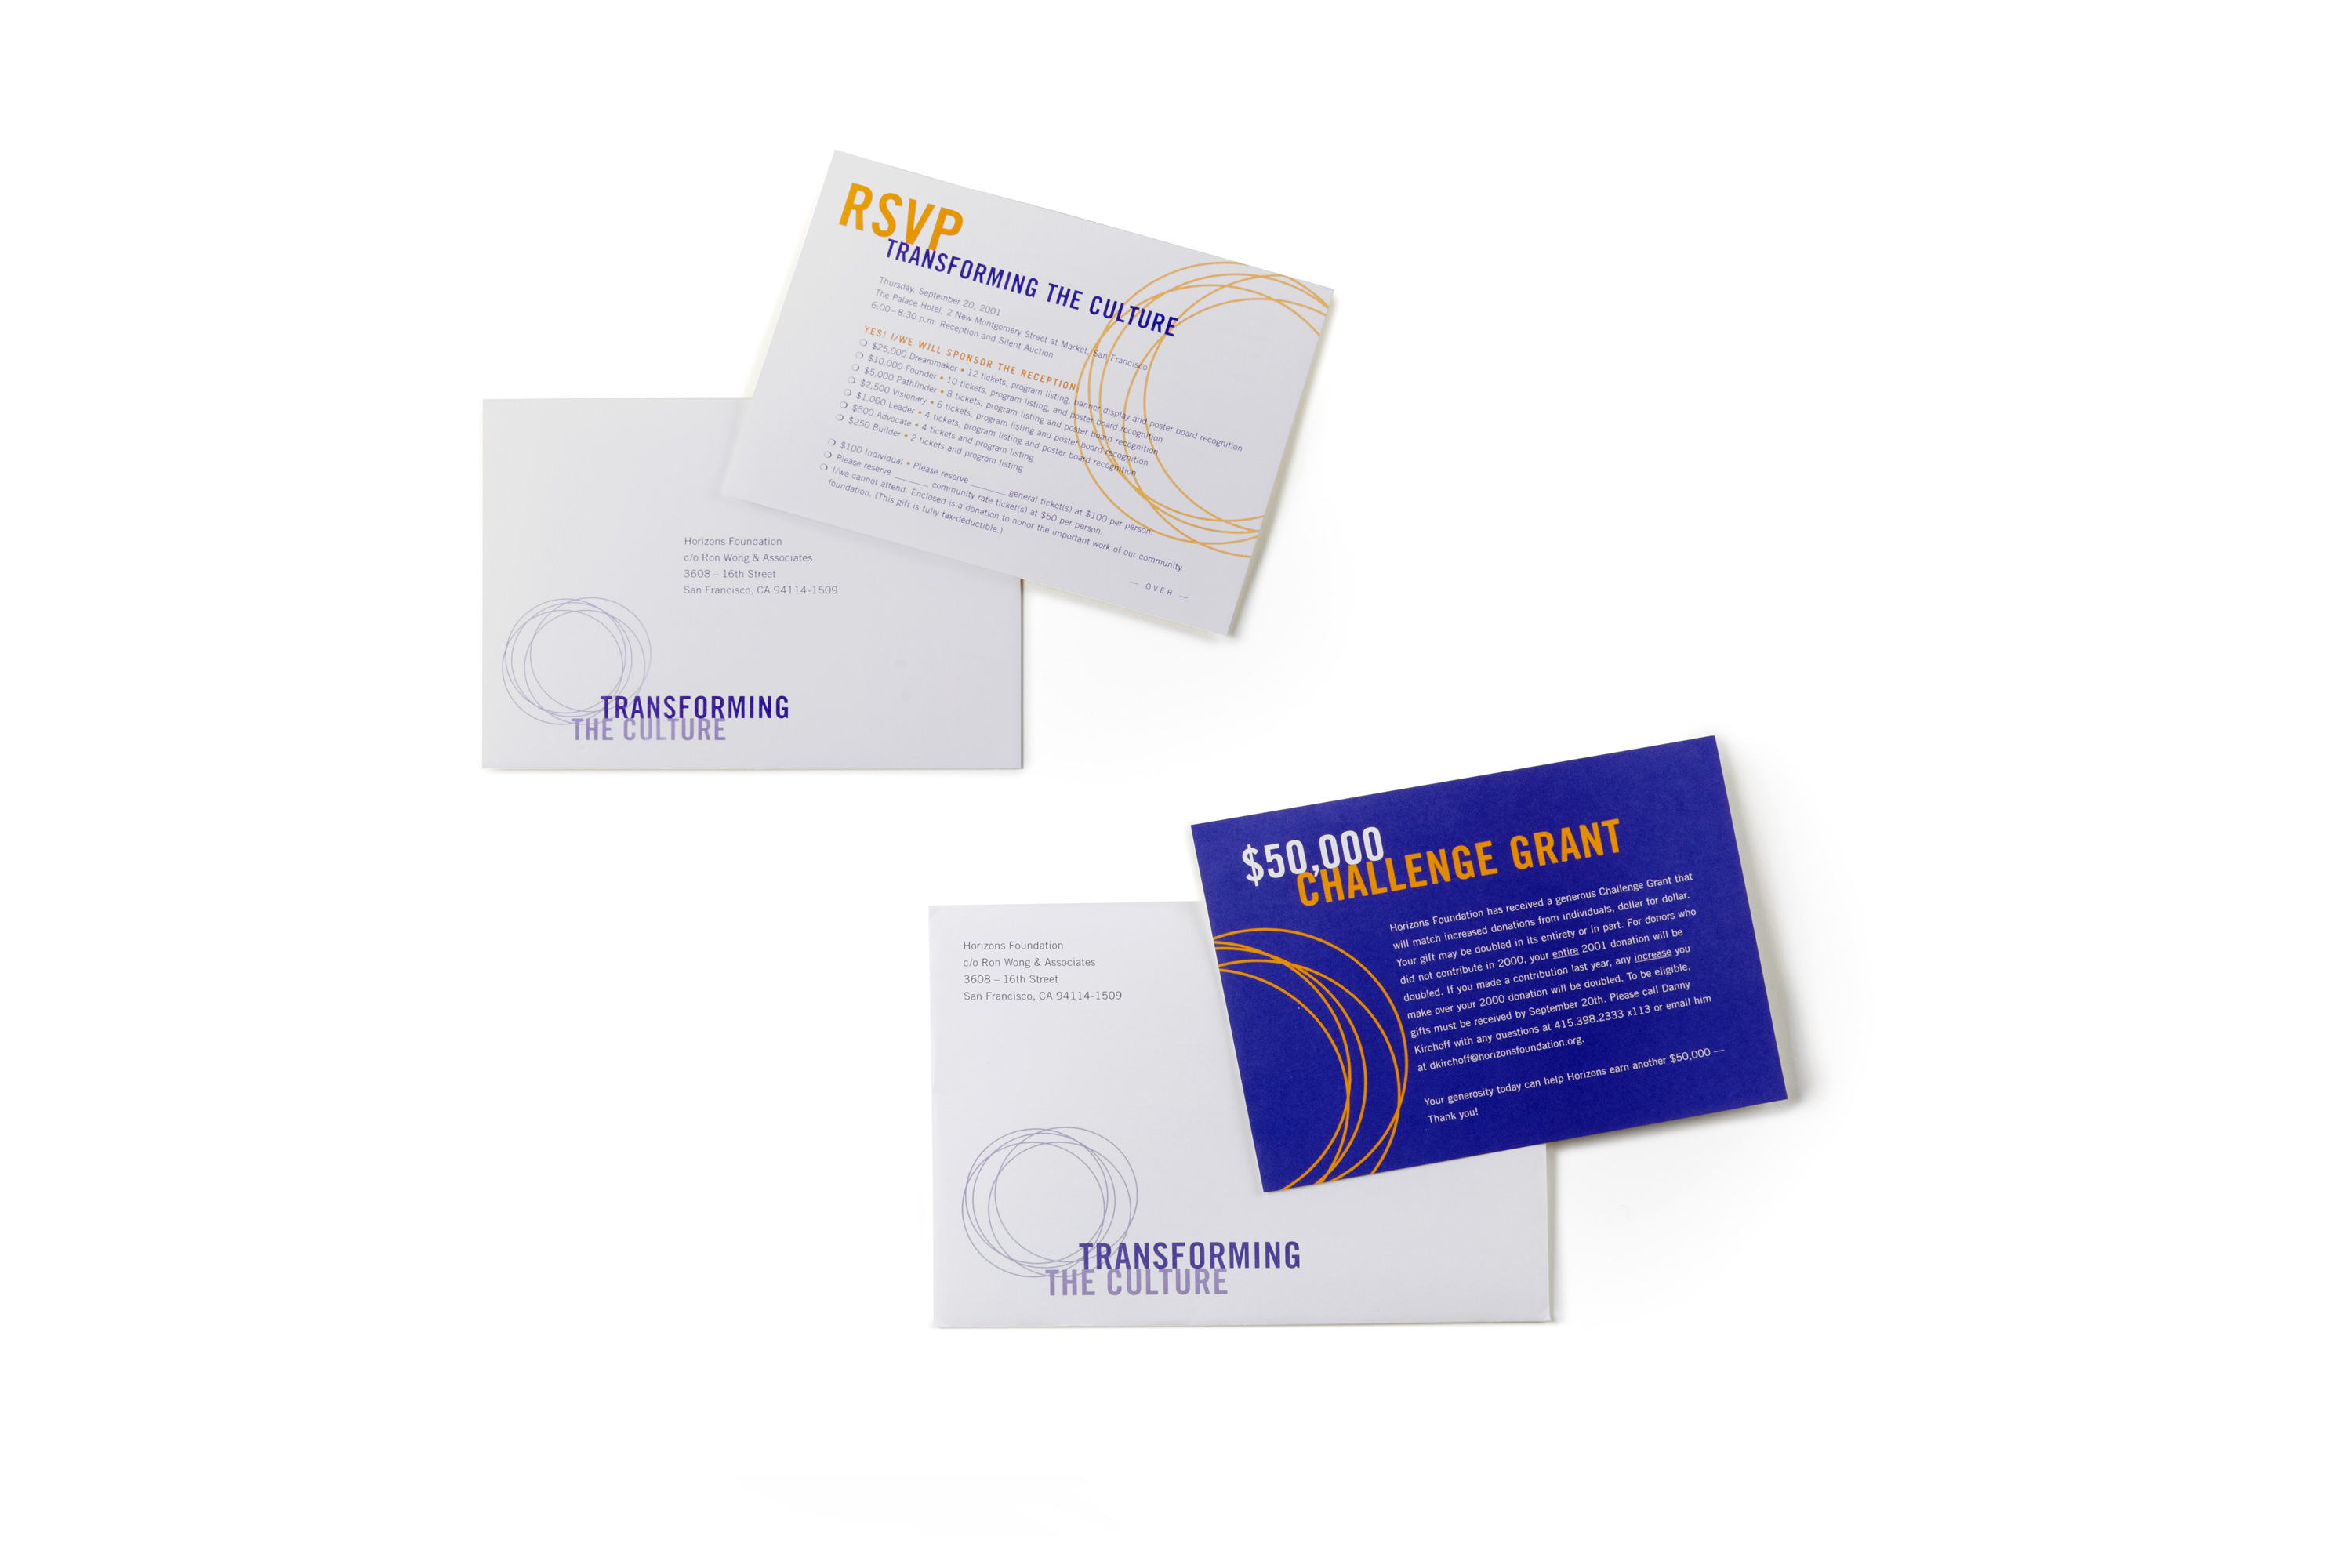 RSVP
TRANSFORMING THE CULTURE
Thursday, September 20, 2001
The Palace Hotel, 2 New Montgomery Street at Market, San Francisco
6:00–8:30 p.m. Reception and Silent Auction
YES! I/WE WILL SPONSOR THE RECEPTION:
❍ $25,000 Dreammaker • 12 tickets, program listing, banner display and poster board recognition
❍ $10,000 Founder • 10 tickets, program listing, and poster board recognition
❍ $5,000 Pathfinder • 8 tickets, program listing and poster board recognition
❍ $2,500 Visionary • 6 tickets, program listing and poster board recognition
❍ $1,000 Leader • 4 tickets, program listing and poster board recognition
❍ $500 Advocate • 4 tickets and program listing
❍ $250 Builder • 2 tickets and program listing
❍ $100 Individual • Please reserve ______ general ticket(s) at $100 per person.
❍ Please reserve ______ community rate ticket(s) at $50 per person.
❍ I/we cannot attend. Enclosed is a donation to honor the important work of our community
foundation. (This gift is fully tax-deductible.)
— OVER —
Horizons Foundation
c/o Ron Wong & Associates
3608 – 16th Street
San Francisco, CA 94114-1509
TRANSFORMING
THE CULTURE
$50,000
CHALLENGE GRANT
Horizons Foundation has received a generous Challenge Grant that
will match increased donations from individuals, dollar for dollar.
Your gift may be doubled in its entirety or in part. For donors who
did not contribute in 2000, your entire 2001 donation will be
doubled. If you made a contribution last year, any increase you
make over your 2000 donation will be doubled. To be eligible,
gifts must be received by September 20th. Please call Danny
Kirchoff with any questions at 415.398.2333 x113 or email him
at dkirchoff@horizonsfoundation.org.
Your generosity today can help Horizons earn another $50,000 —
Thank you!
Horizons Foundation
c/o Ron Wong & Associates
3608 – 16th Street
San Francisco, CA 94114-1509
TRANSFORMING
THE CULTURE